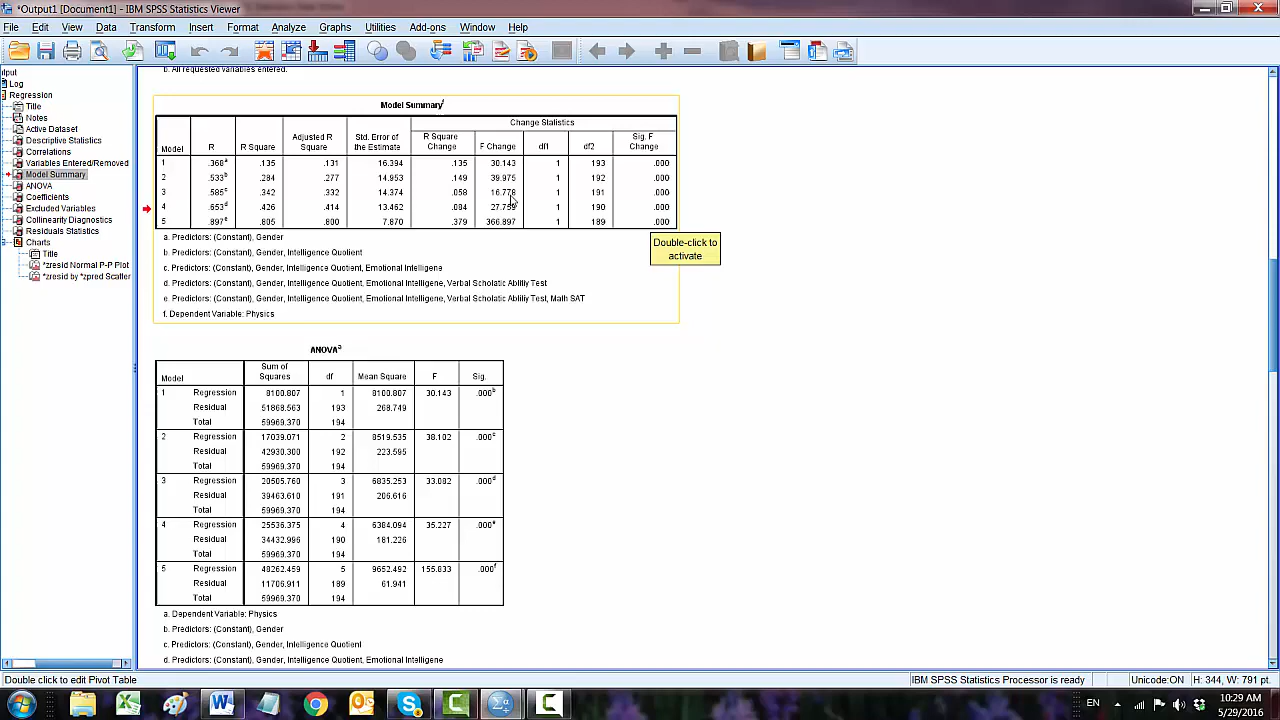 *Output1 [Document1] - IBM SPSS Statistics Viewer
File Edit View Data Transform Insert Format Analyze Graphs Utilities Add-ons Window Help
tput
Log
Regression
Title
Notes
Active Dataset
Descriptive Statistics
Correlations
Variables Entered/Removed
Model Summary
ANOVA
Coefficients
Excluded Variables
Collinearity Diagnostics
Residuals Statistics
Charts
Title
*zresid Normal P-P Plot
*zresid by *zpred Scatter
b. All requested variables entered.
Model Summary f
Change Statistics
Model R R Square Adjusted R Square Std. Error of the Estimate R Square Change F Change df1 df2 Sig. F Change
1 .368a .135 .131 16.394 .135 30.143 1 193 .000
2 .533b .284 .277 14.953 .149 39.975 1 192 .000
3 .585c .342 .332 14.374 .058 16.778 1 191 .000
4 .653d .426 .414 13.462 .084 27.759 1 190 .000
5 .897e .805 .800 7.870 .379 366.897 1 189 .000
a. Predictors: (Constant), Gender
b. Predictors: (Constant), Gender, Intelligence Quotient
c. Predictors: (Constant), Gender, Intelligence Quotient, Emotional Intelligene
d. Predictors: (Constant), Gender, Intelligence Quotient, Emotional Intelligene, Verbal Scholatic Abiliy Test
e. Predictors: (Constant), Gender, Intelligence Quotient, Emotional Intelligene, Verbal Scholatic Abiliy Test, Math SAT
f. Dependent Variable: Physics
Double-click to
activate
ANOVA a
Model Sum of Squares df Mean Square F Sig.
1 Regression 8100.807 1 8100.807 30.143 .000b
Residual 51868.563 193 268.749
Total 59969.370 194
2 Regression 17039.071 2 8519.535 38.102 .000c
Residual 42930.300 192 223.595
Total 59969.370 194
3 Regression 20505.760 3 6835.253 33.082 .000d
Residual 39463.610 191 206.616
Total 59969.370 194
4 Regression 25536.375 4 6384.094 35.227 .000e
Residual 34432.996 190 181.226
Total 59969.370 194
5 Regression 48262.459 5 9652.492 155.833 .000f
Residual 11706.911 189 61.941
Total 59969.370 194
a. Dependent Variable: Physics
b. Predictors: (Constant), Gender
c. Predictors: (Constant), Gender, Intelligence Quotient
d. Predictors: (Constant), Gender, Intelligence Quotient, Emotional Intelligene
Double click to edit Pivot Table
IBM SPSS Statistics Processor is ready
Unicode:ON H: 344, W: 791 pt.
EN
10:29 AM
5/29/2016